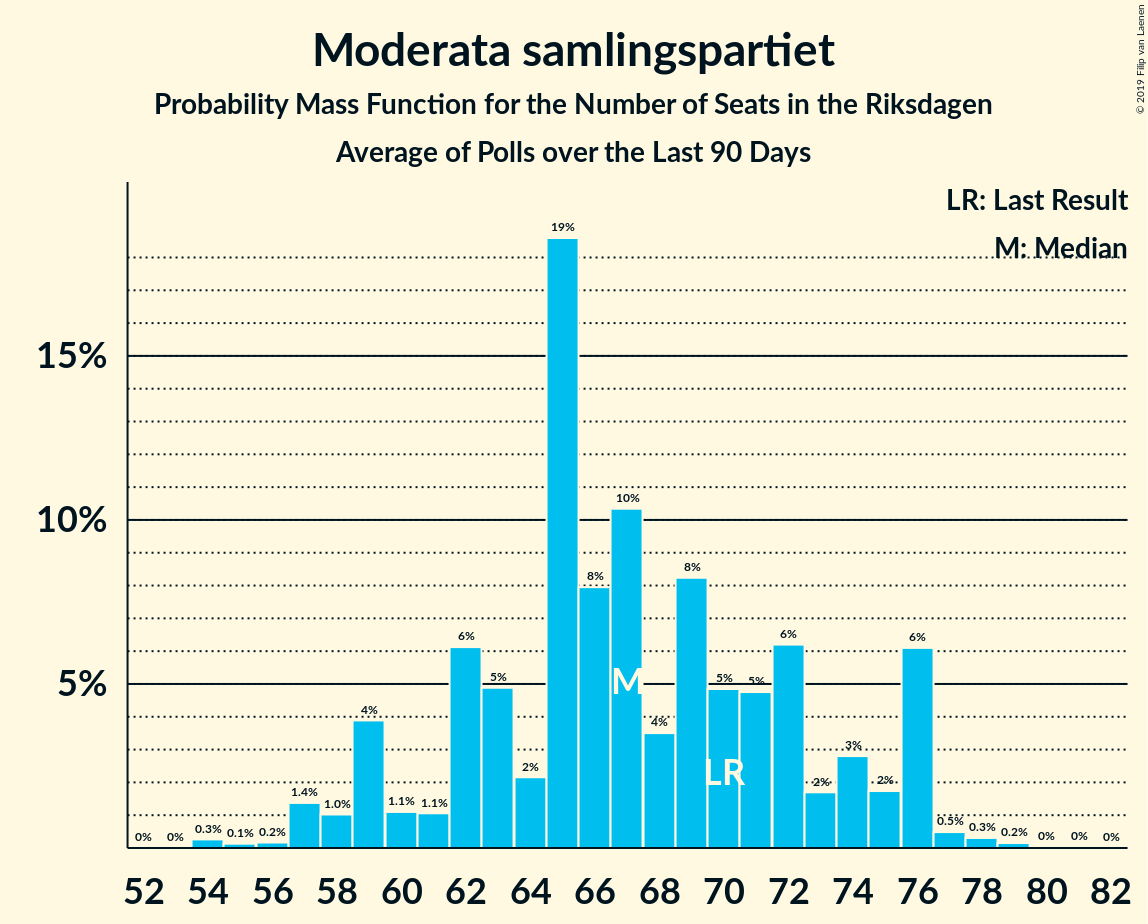 Moderata samlingspartiet
Probability Mass Function for the Number of Seats in the Riksdagen
Average of Polls over the Last 90 Days
© 2019 Filip van Laenen
LR: Last Result
M: Median
15%
10%
5%
0% 0% 0.3% 0.1% 0.2% 1.4% 1.0% 4% 1.1% 1.1% 6% 5% 2% 19% 8% 10% 4% 8% 5% 5% 6% 2% 3% 2% 6% 0.5% 0.3% 0.2% 0% 0% 0%
M
LR
52 54 56 58 60 62 64 66 68 70 72 74 76 78 80 82